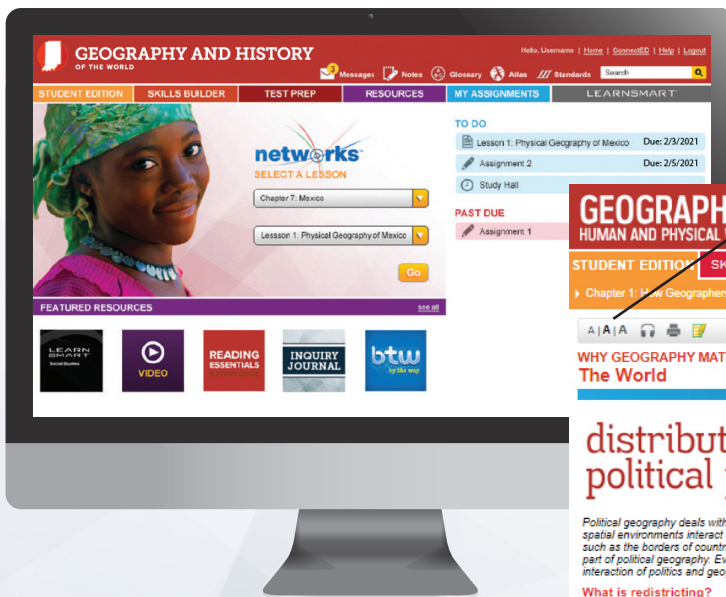 GEOGRAPHY AND HISTORY
OF THE WORLD
Hello, Username | Home | ConnectED | Help | Logout
3 Messages Notes Glossary Atlas Standards Search
STUDENT EDITION SKILLS BUILDER TEST PREP RESOURCES MY ASSIGNMENTS LEARNSMART
networks
SELECT A LESSON
Chapter 7: Mexico
Lessson 1: Physical Geography of Mexico
Go
TO DO
Lesson 1: Physical Geography of Mexico Due: 2/3/2021
Assignment 2 Due: 2/5/2021
Study Hall
PAST DUE
Assignment 1
FEATURED RESOURCES see all
LEARN
SMART
Social Studies
VIDEO
READING
ESSENTIALS
INQUIRY
JOURNAL
btw
by the way
GEOGRAPH
HUMAN AND PHYSICAL
STUDENT EDITION SK
Chapter 1: How Geographers
A|A|A
WHY GEOGRAPHY MAT
The World
distribut
political
Political geography deals with
spatial environments interact
such as the borders of countr
part of political geography. Ev
interaction of politics and geo
What is redistricting?